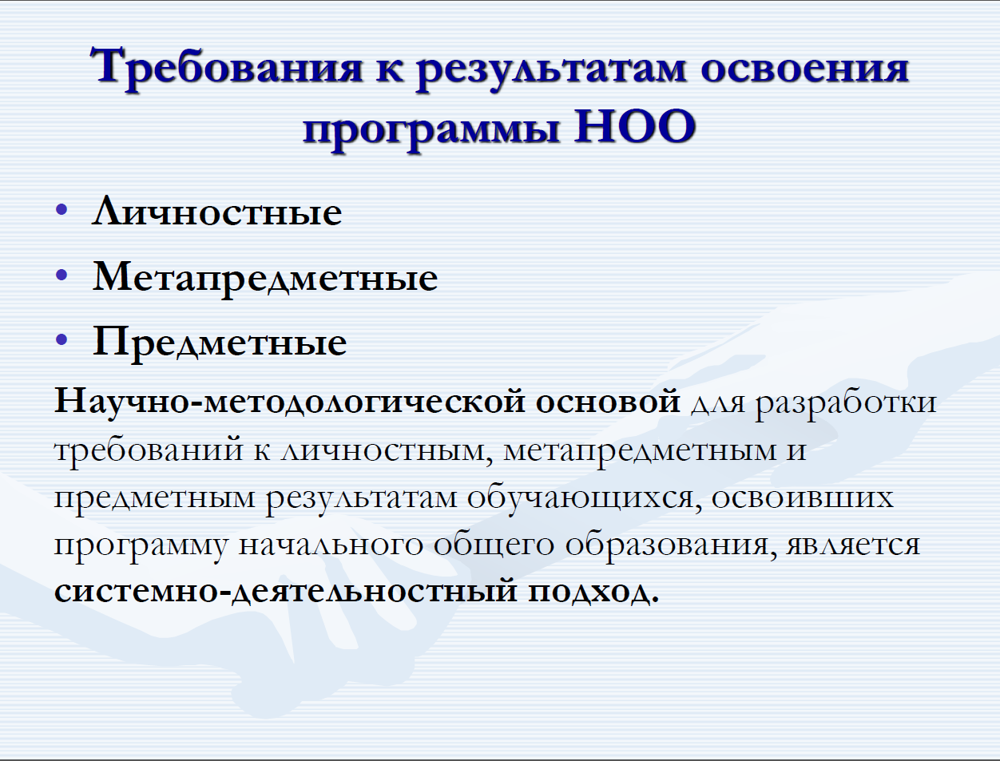 Требования к результатам освоения
программы НОО
• Личностные
• Метапредметные
• Предметные
Научно-методологической основой для разработки
требований к личностным, метапредметным и
предметным результатам обучающихся, освоивших
программу начального общего образования, является
системно-деятельностный подход.